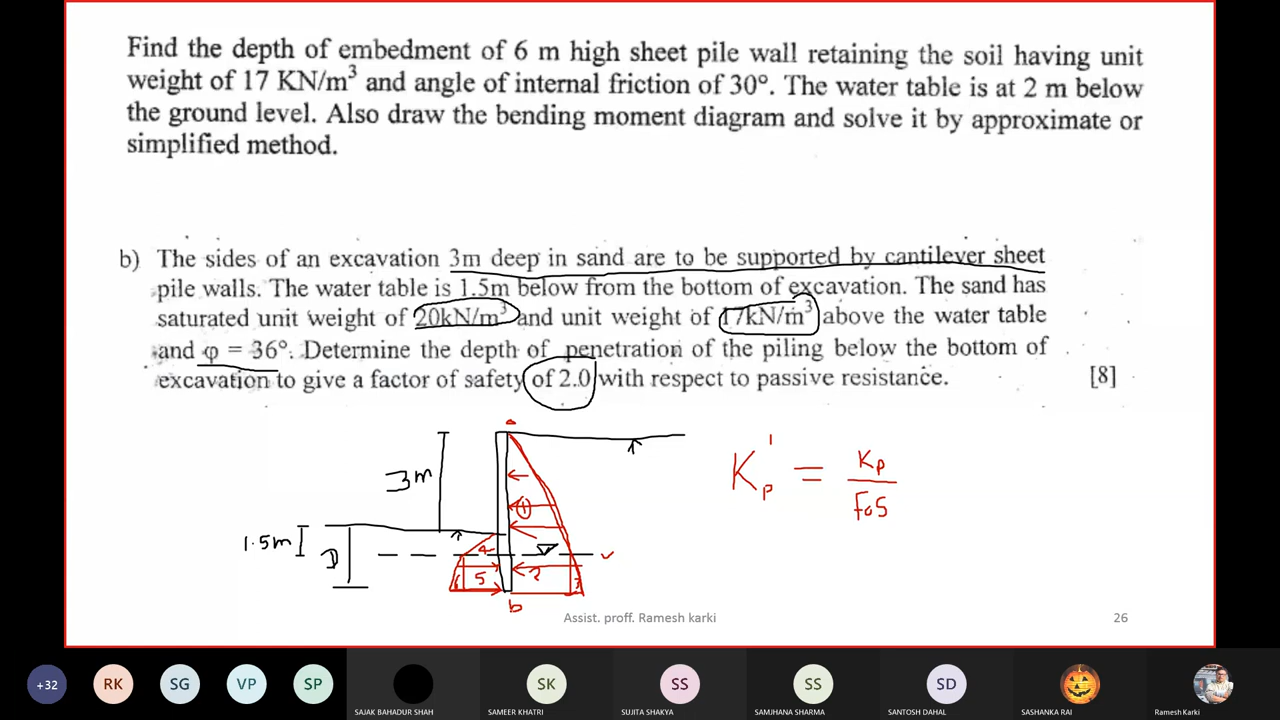 Find the depth of embedment of 6 m high sheet pile wall retaining the soil having unit
weight of 17 KN/m³ and angle of internal friction of 30°. The water table is at 2 m below
the ground level. Also draw the bending moment diagram and solve it by approximate or
simplified method.
b) The sides of an excavation 3m deep in sand are to be supported by cantilever sheet
pile walls. The water table is 1.5m below from the bottom of excavation. The sand has
saturated unit weight of 20kN/m³ and unit weight of 17kN/m³ above the water table
and φ = 36°. Determine the depth of penetration of the piling below the bottom of
excavation to give a factor of safety of 2.0 with respect to passive resistance. [8]
a
3m
1
1.5m
D
4
5
2
3
6
b
Kp' = Kp / FoS
Assist. proff. Ramesh karki
26
+32
RK
SG
VP
SP
SK
SS
SS
SD
SAJAK BAHADUR SHAH
SAMEER KHATRI
SUJITA SHAKYA
SAMJHANA SHARMA
SANTOSH DAHAL
SASHANKA RAI
Ramesh Karki